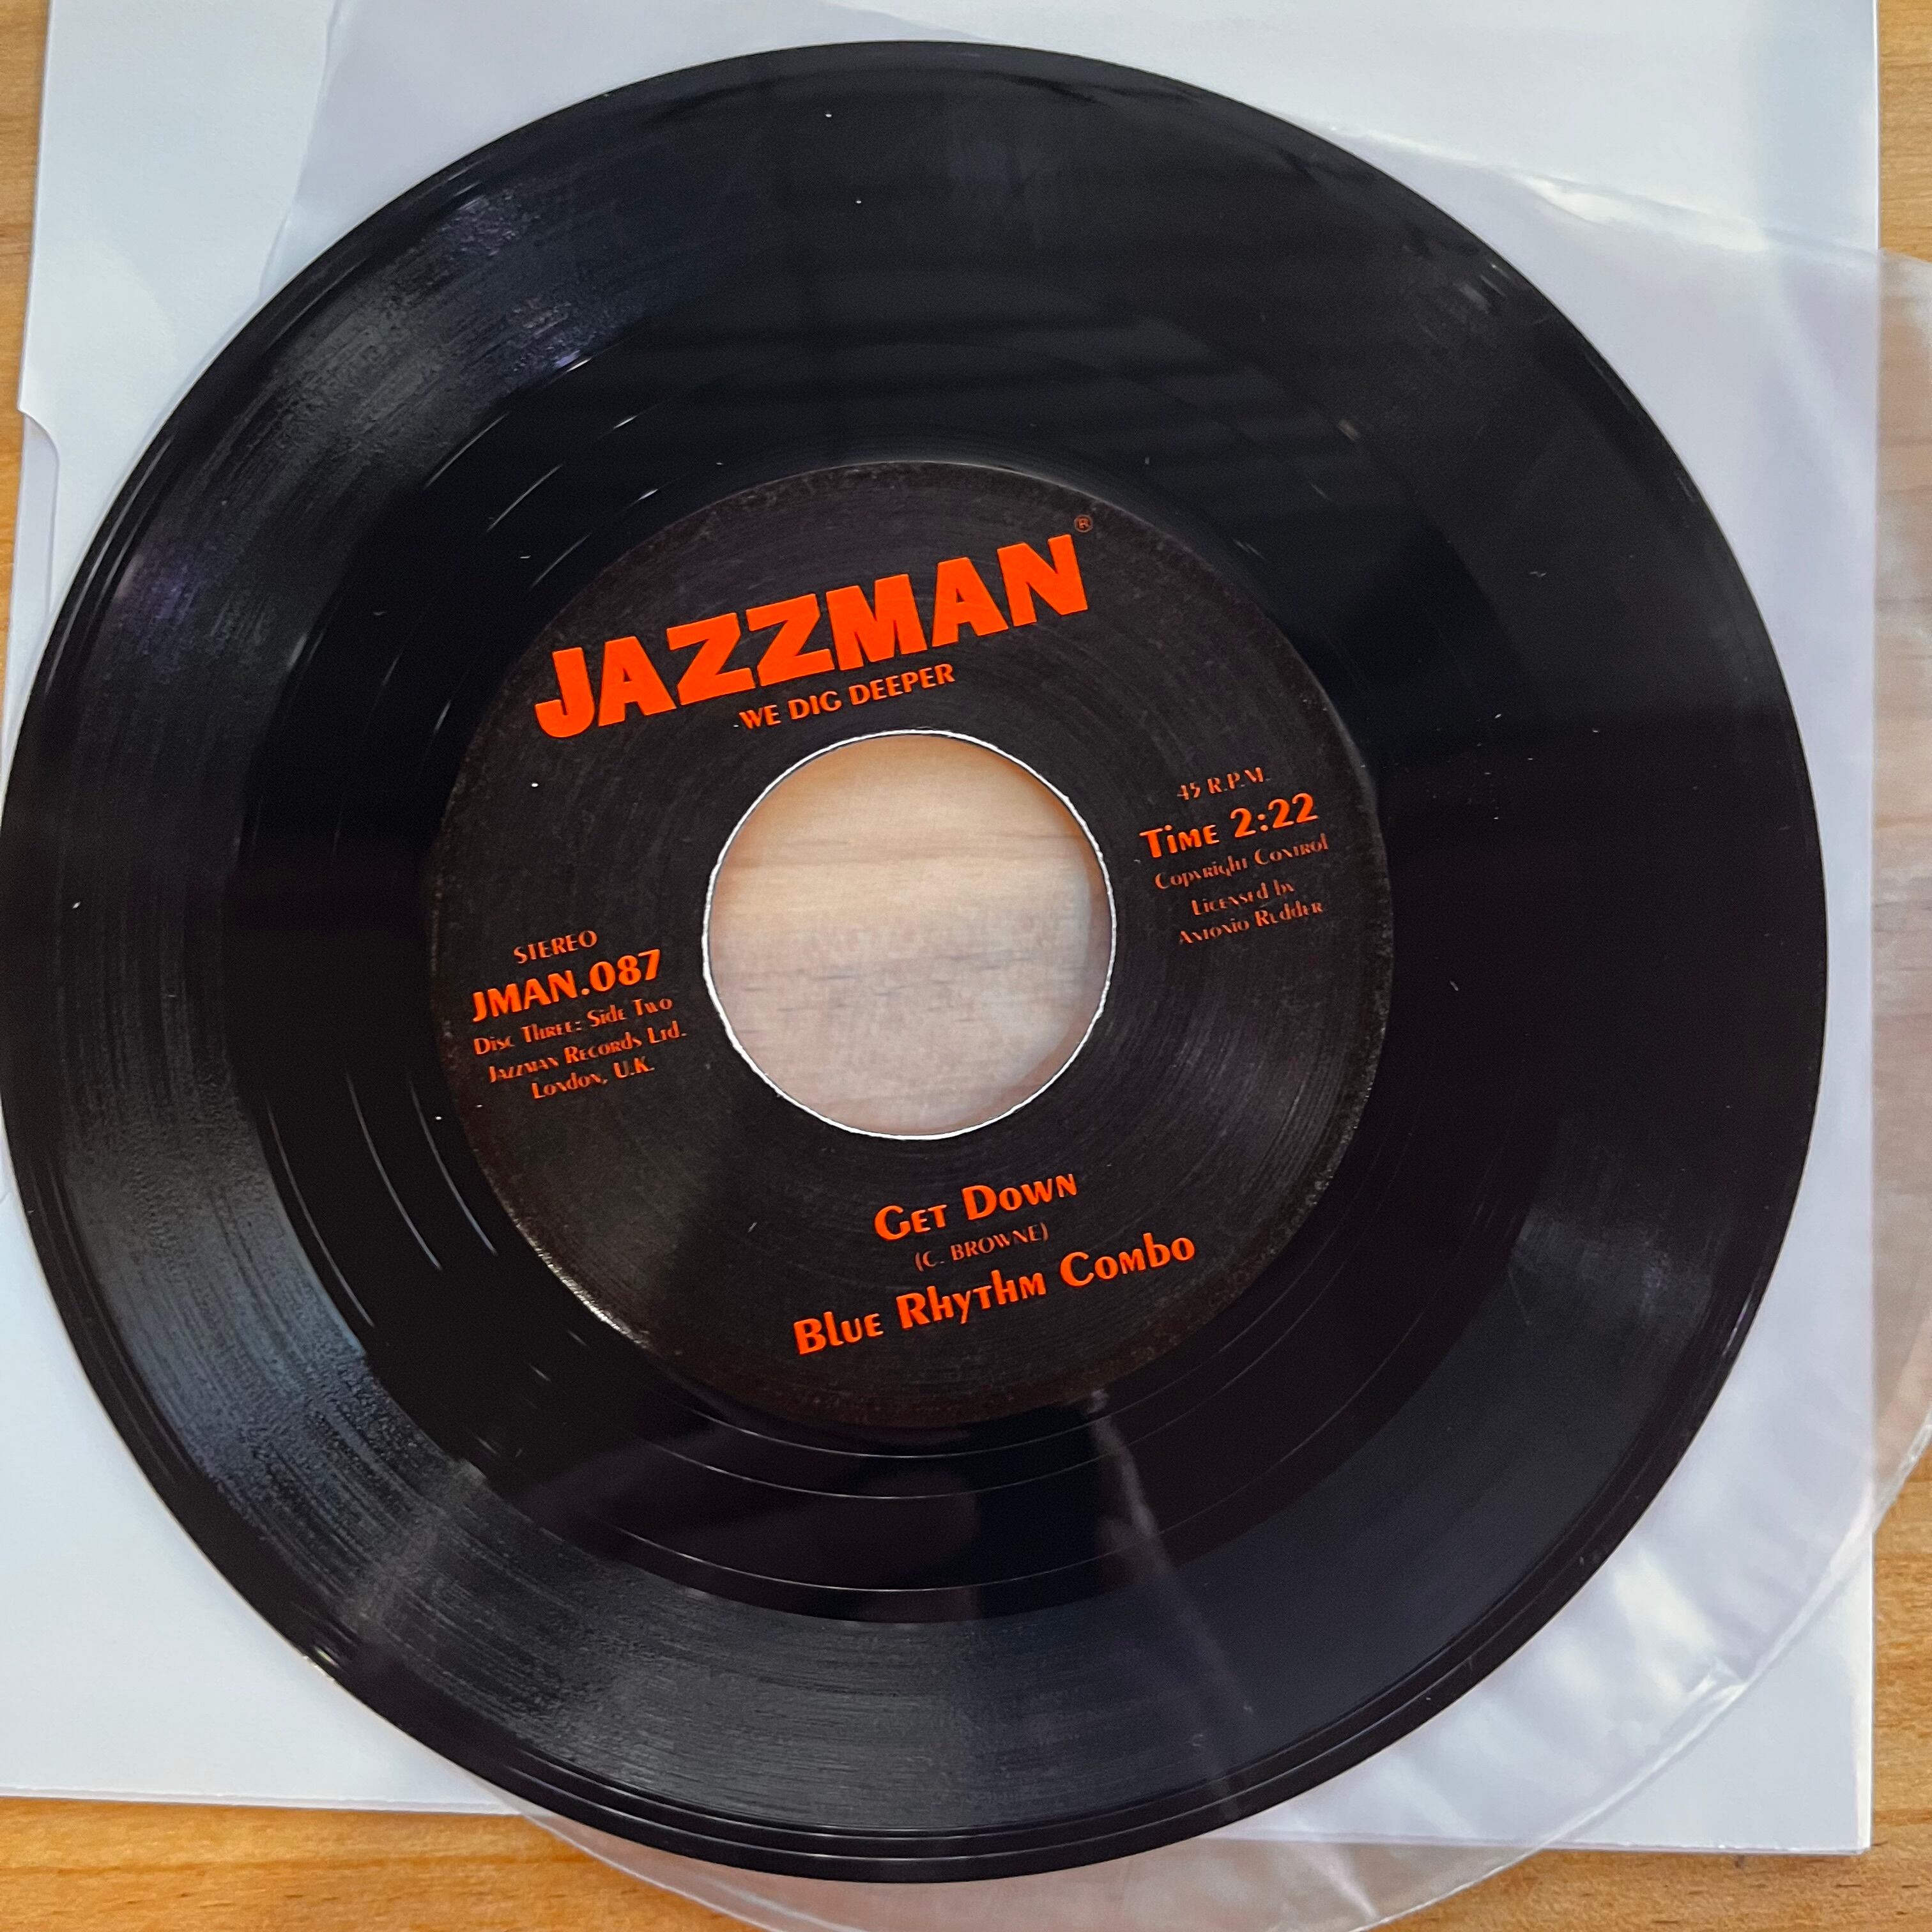 JAZZMAN®
WE DIG DEEPER
STEREO
JMAN.087
Disc Three: Side Two
Jazzman Records Ltd.
London, U.K.
45 R.P.M.
Time 2:22
Copyright Control
Licensed by
Antonio Rudder
Get Down
(C. BROWNE)
Blue Rhythm Combo